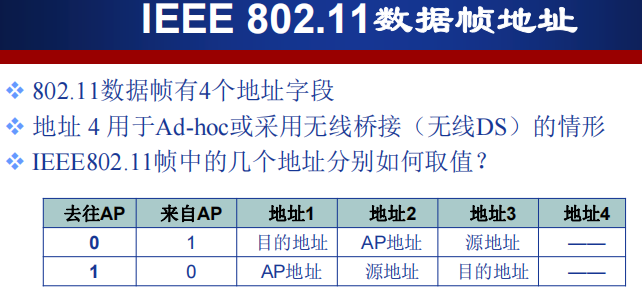 IEEE 802.11数据帧地址
802.11数据帧有4个地址字段
地址 4 用于Ad-hoc或采用无线桥接（无线DS）的情形
IEEE802.11帧中的几个地址分别如何取值？
去往AP 来自AP 地址1 地址2 地址3 地址4
0 1 目的地址 AP地址 源地址 ——
1 0 AP地址 源地址 目的地址 ——